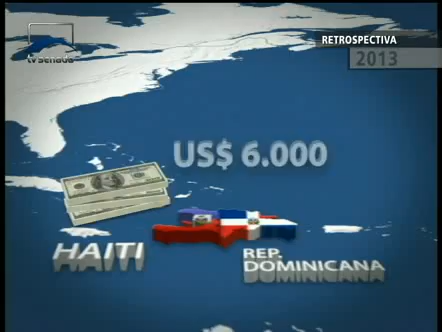 tv senado
RETROSPECTIVA
2013
US$ 6.000
HAITI
REP.
DOMINICANA